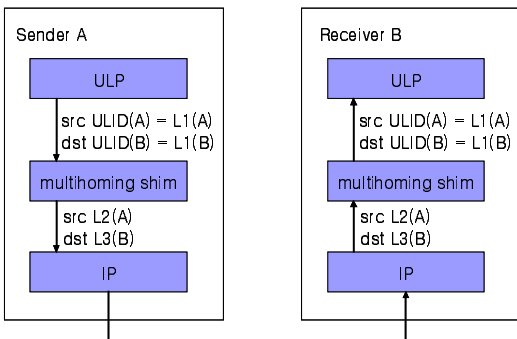 Sender A
ULP
src ULID(A) = L1(A)
dst ULID(B) = L1(B)
multihoming shim
src L2(A)
dst L3(B)
IP
Receiver B
ULP
src ULID(A) = L1(A)
dst ULID(B) = L1(B)
multihoming shim
src L2(A)
dst L3(B)
IP